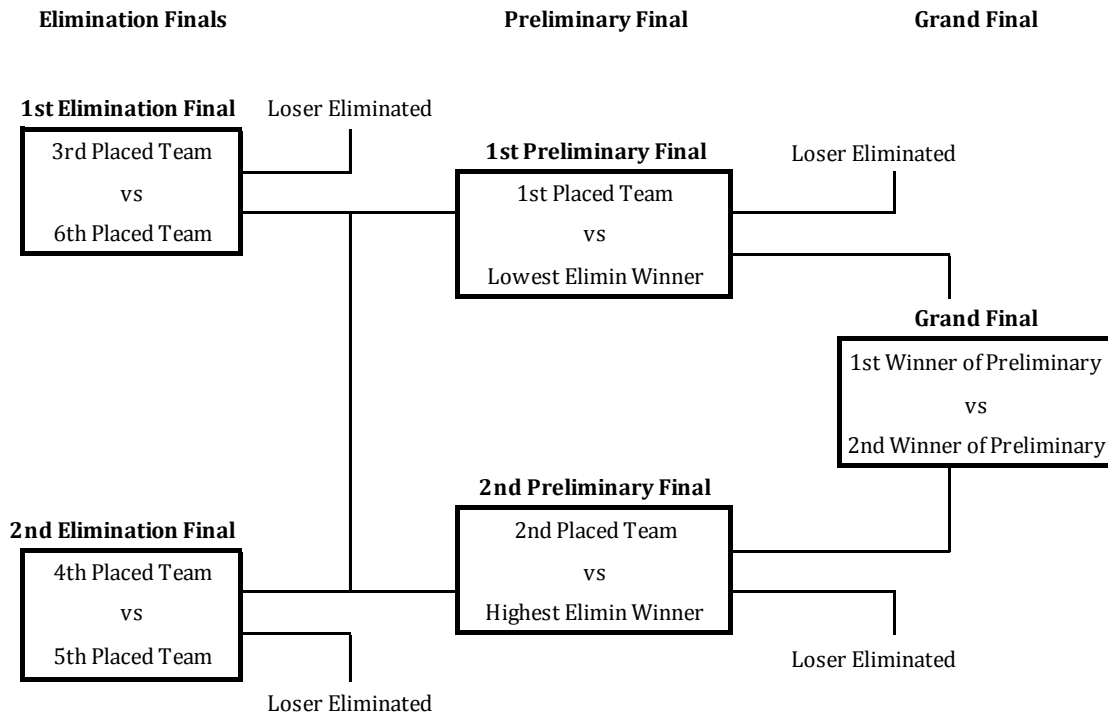 Elimination Finals
Preliminary Final
Grand Final
1st Elimination Final
Loser Eliminated
3rd Placed Team
vs
6th Placed Team
1st Preliminary Final
Loser Eliminated
1st Placed Team
vs
Lowest Elimin Winner
Grand Final
1st Winner of Preliminary
vs
2nd Winner of Preliminary
2nd Preliminary Final
2nd Placed Team
vs
Highest Elimin Winner
Loser Eliminated
2nd Elimination Final
4th Placed Team
vs
5th Placed Team
Loser Eliminated